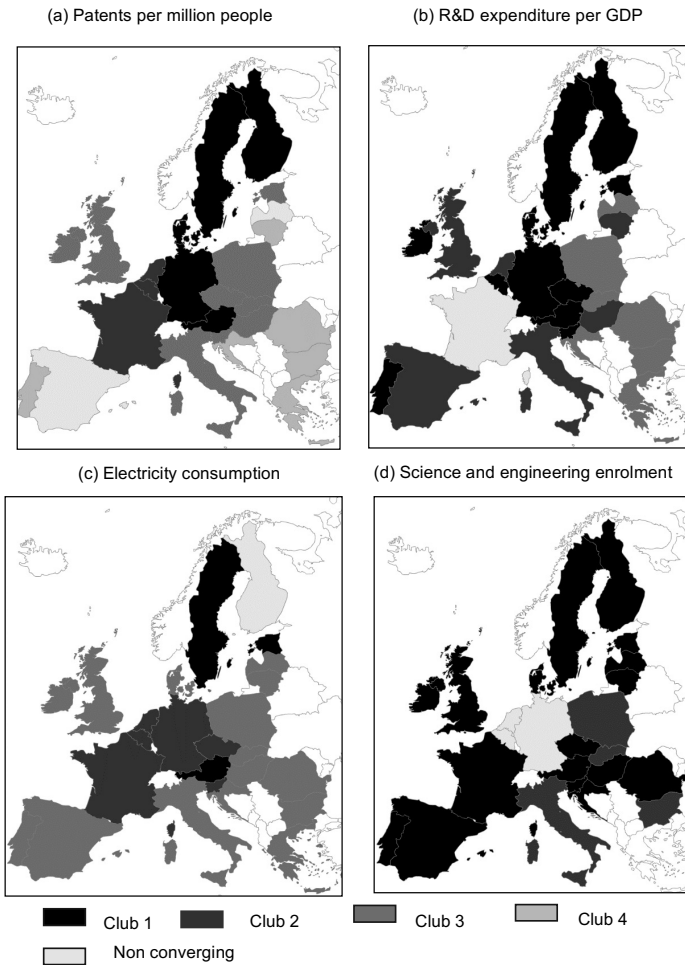 (a) Patents per million people
(b) R&D expenditure per GDP
(c) Electricity consumption
(d) Science and engineering enrolment
Club 1
Club 2
Club 3
Club 4
Non converging